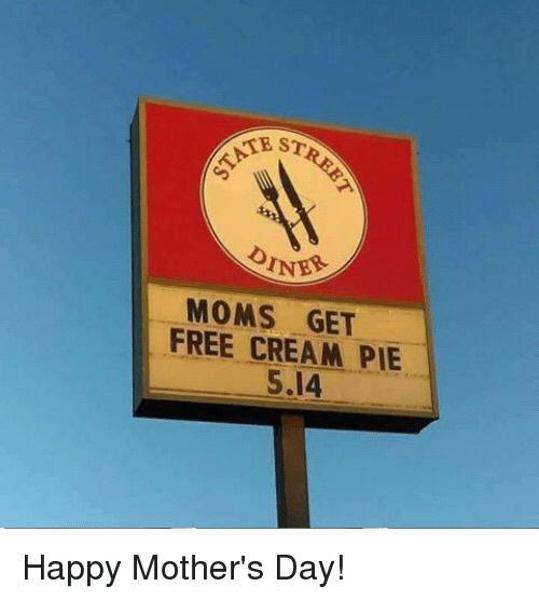 STATE STREET
DINER
MOMS GET
FREE CREAM PIE
5.14
Happy Mother's Day!